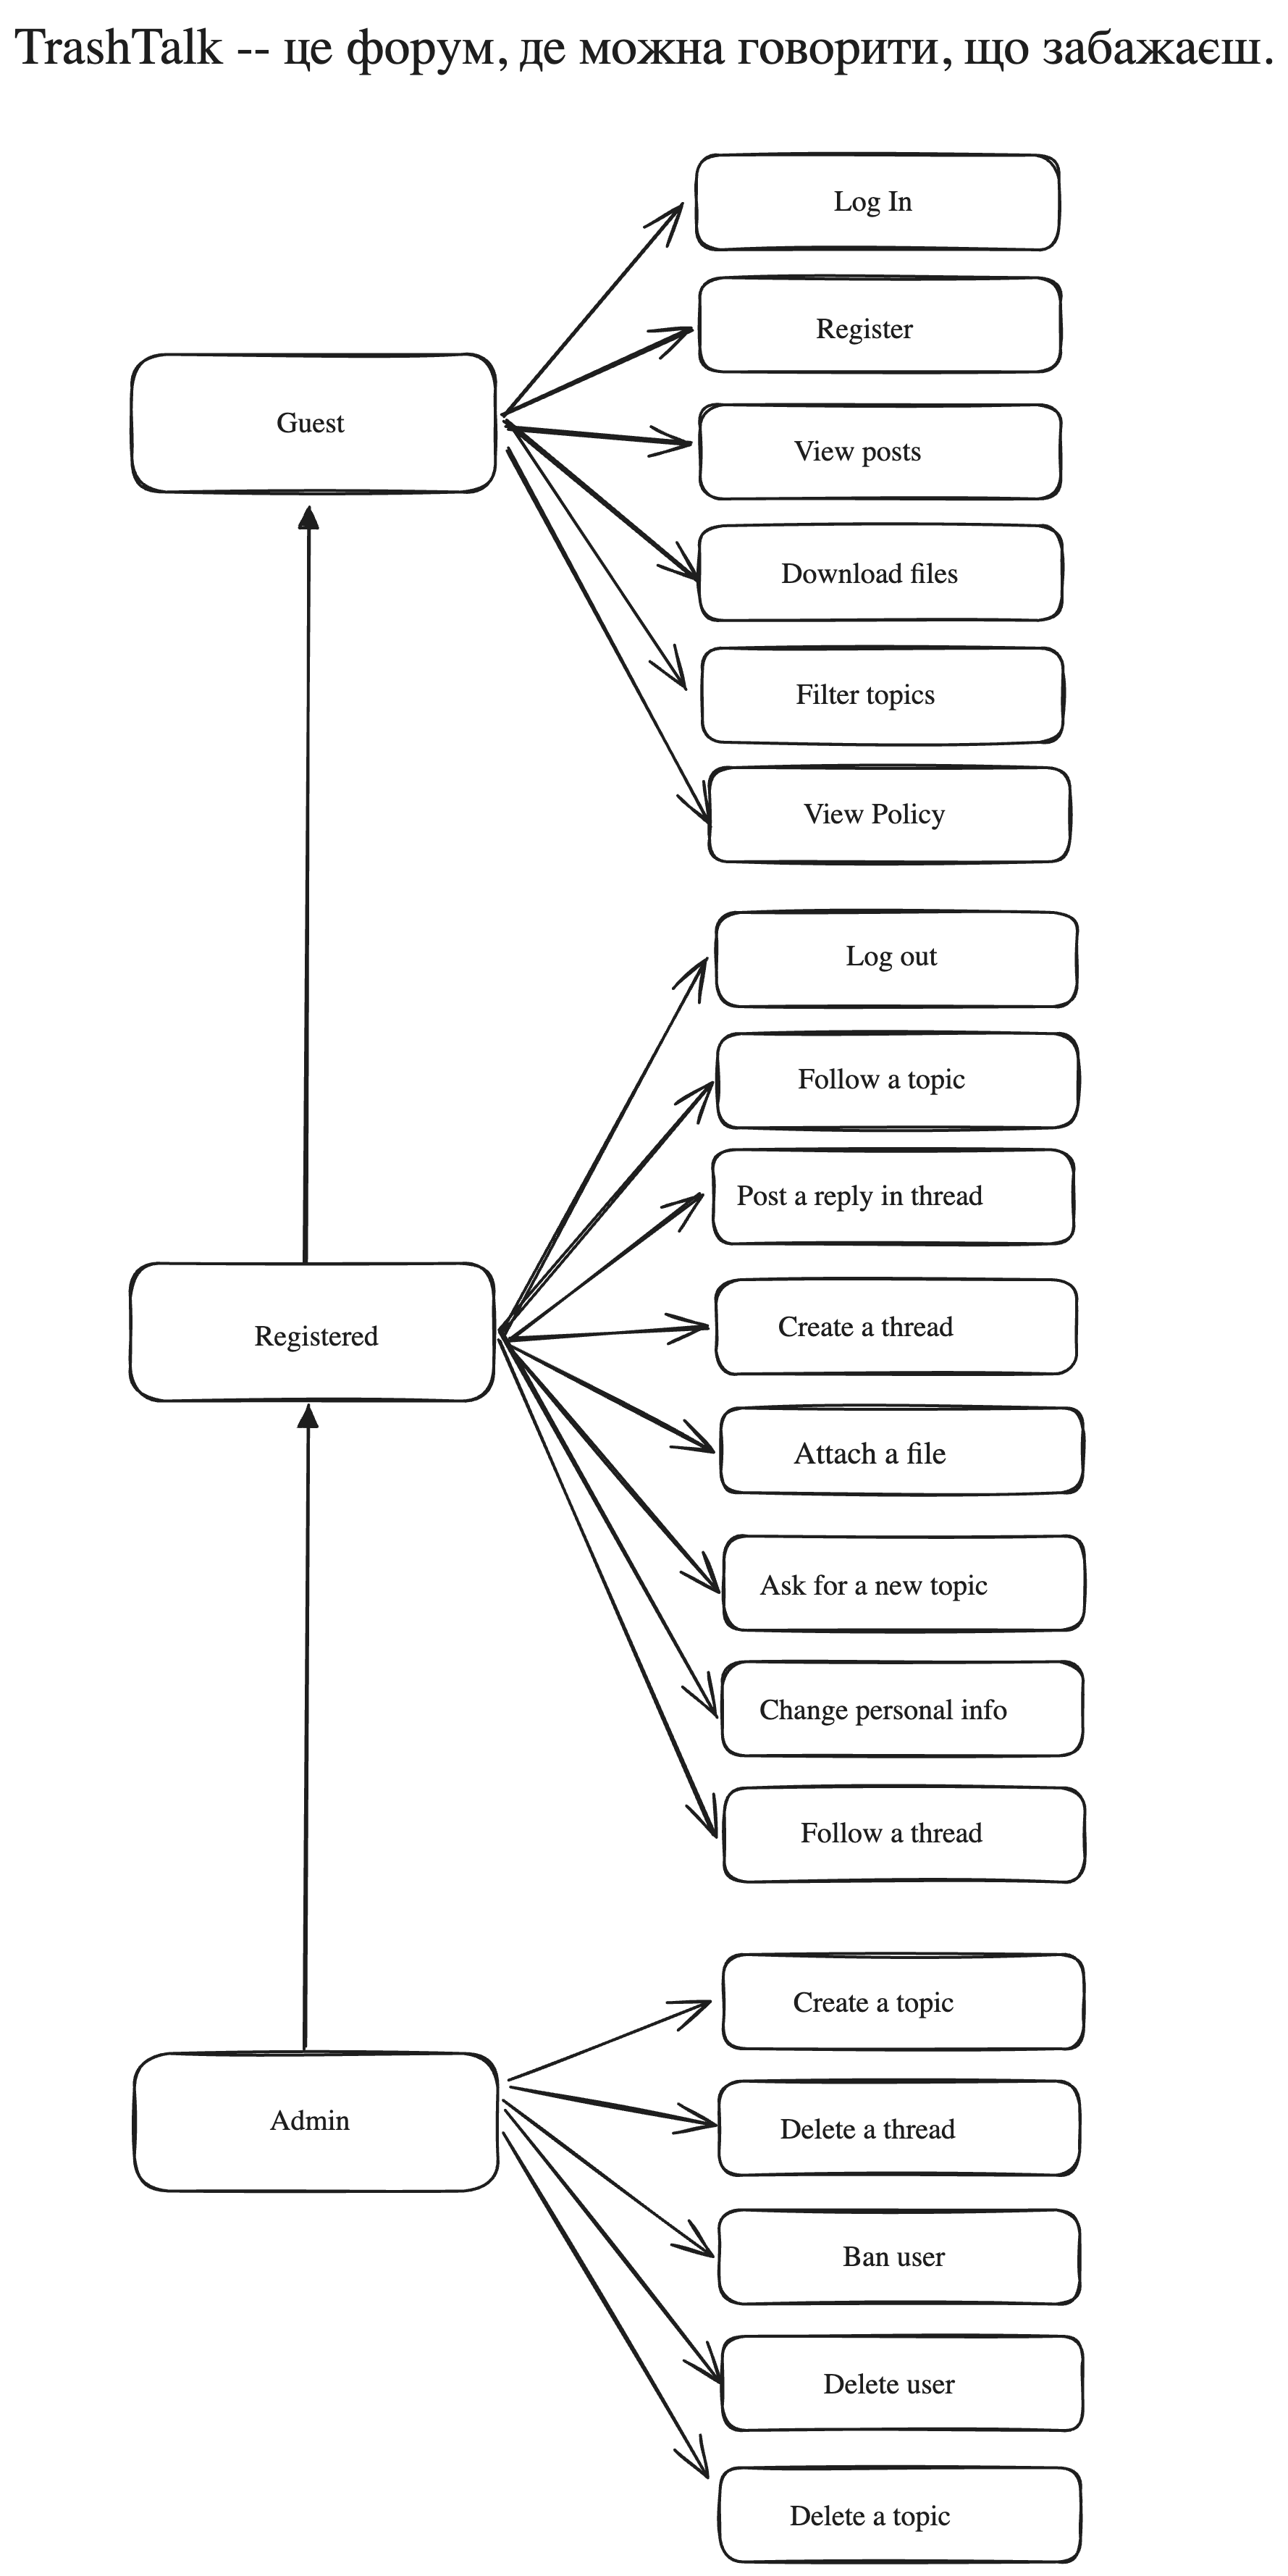 TrashTalk -- це форум, де можна говорити, що забажаєш.
Log In
Register
Guest
View posts
Download files
Filter topics
View Policy
Log out
Follow a topic
Post a reply in thread
Create a thread
Registered
Attach a file
Ask for a new topic
Change personal info
Follow a thread
Create a topic
Admin
Delete a thread
Ban user
Delete user
Delete a topic